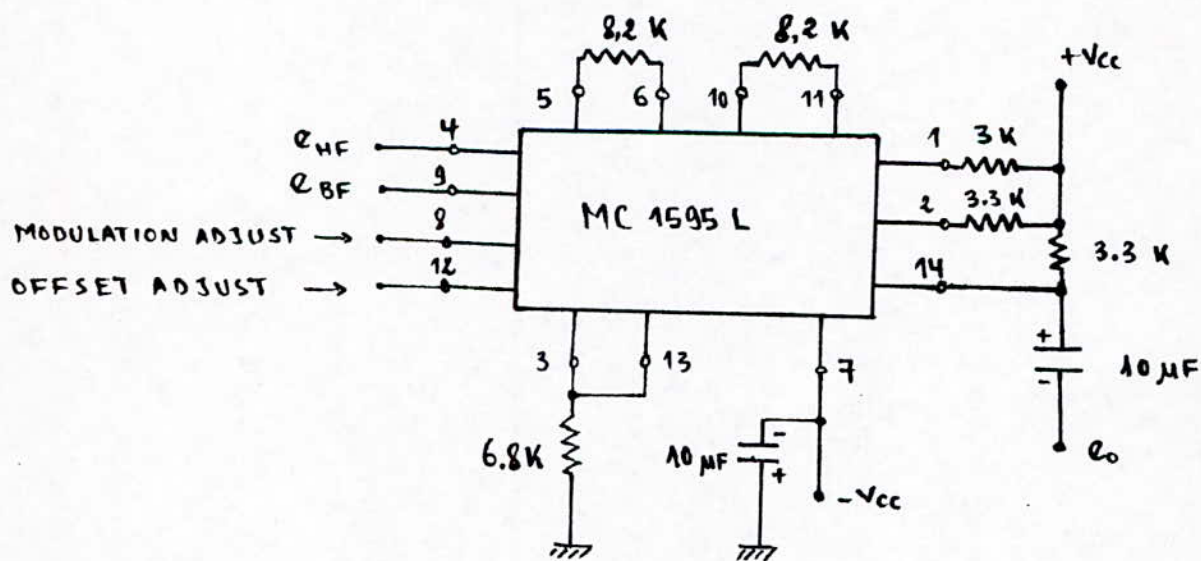 8,2 K
8,2 K
+Vcc
5
6
10
11
4
1
3 K
e HF
9
e BF
2
3.3 K
MC 1595 L
MODULATION ADJUST →
8
3.3 K
OFFSET ADJUST →
12
14
3
13
7
+
-
10 µF
6.8K
10 µF
-
+
-Vcc
eo